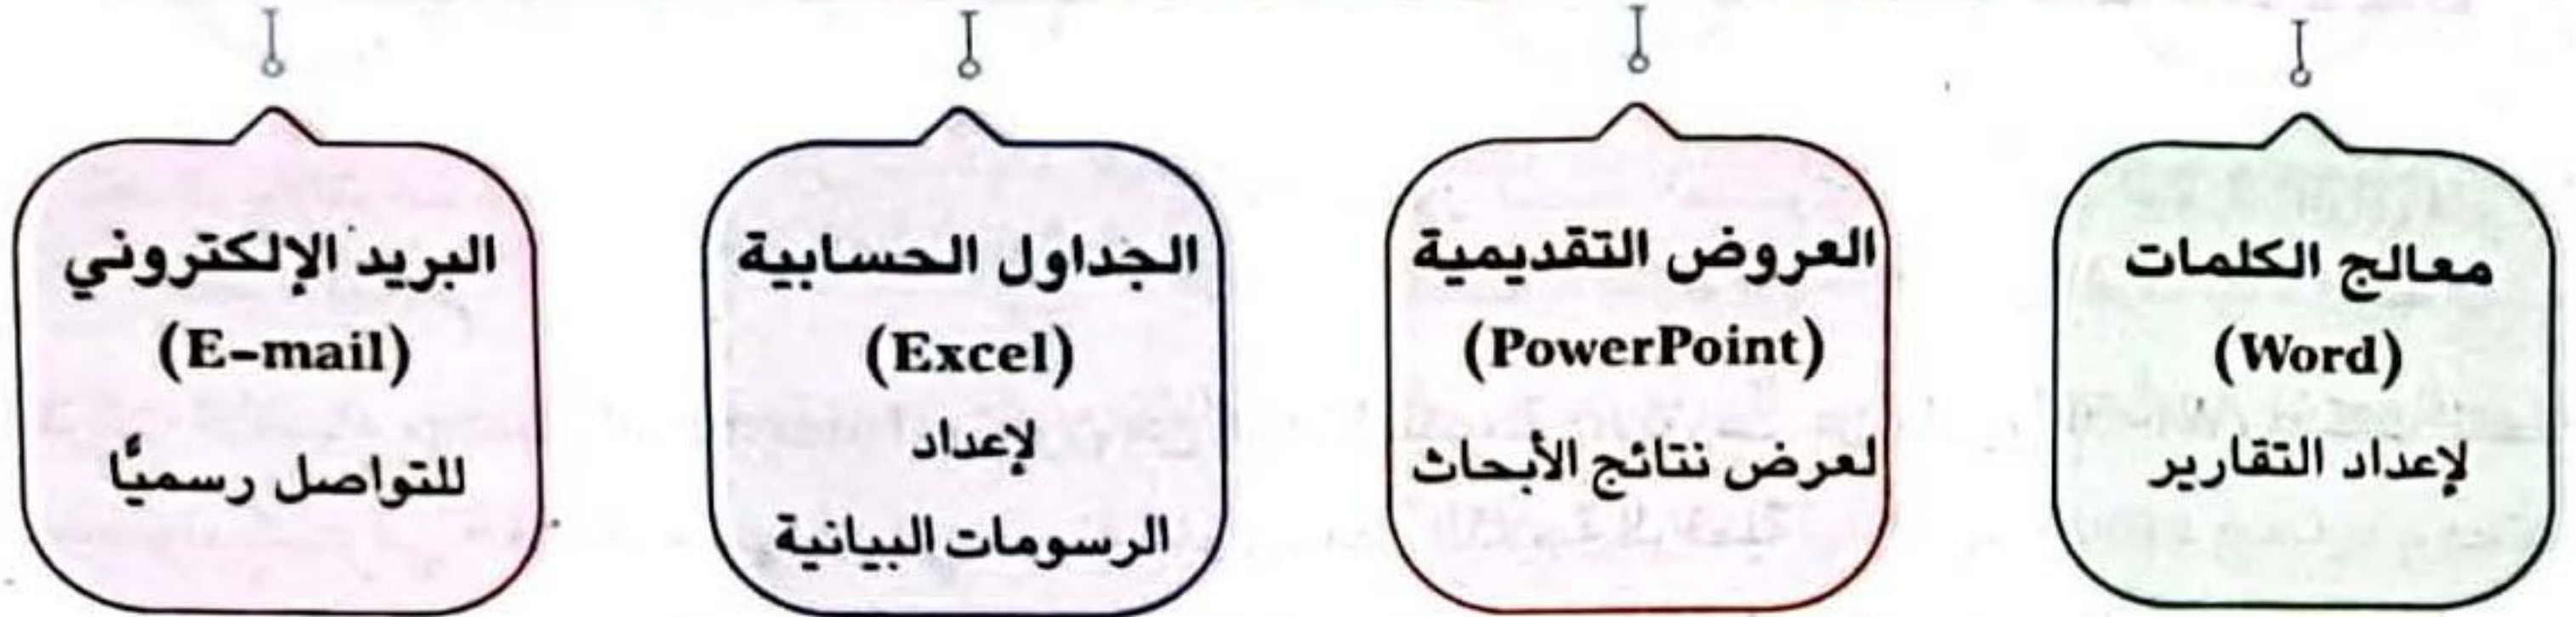 معالج الكلمات
(Word)
لإعداد التقارير
العروض التقديمية
(PowerPoint)
لعرض نتائج الأبحاث
الجداول الحسابية
(Excel)
لإعداد
الرسومات البيانية
البريد الإلكتروني
(E-mail)
للتواصل رسميًّا